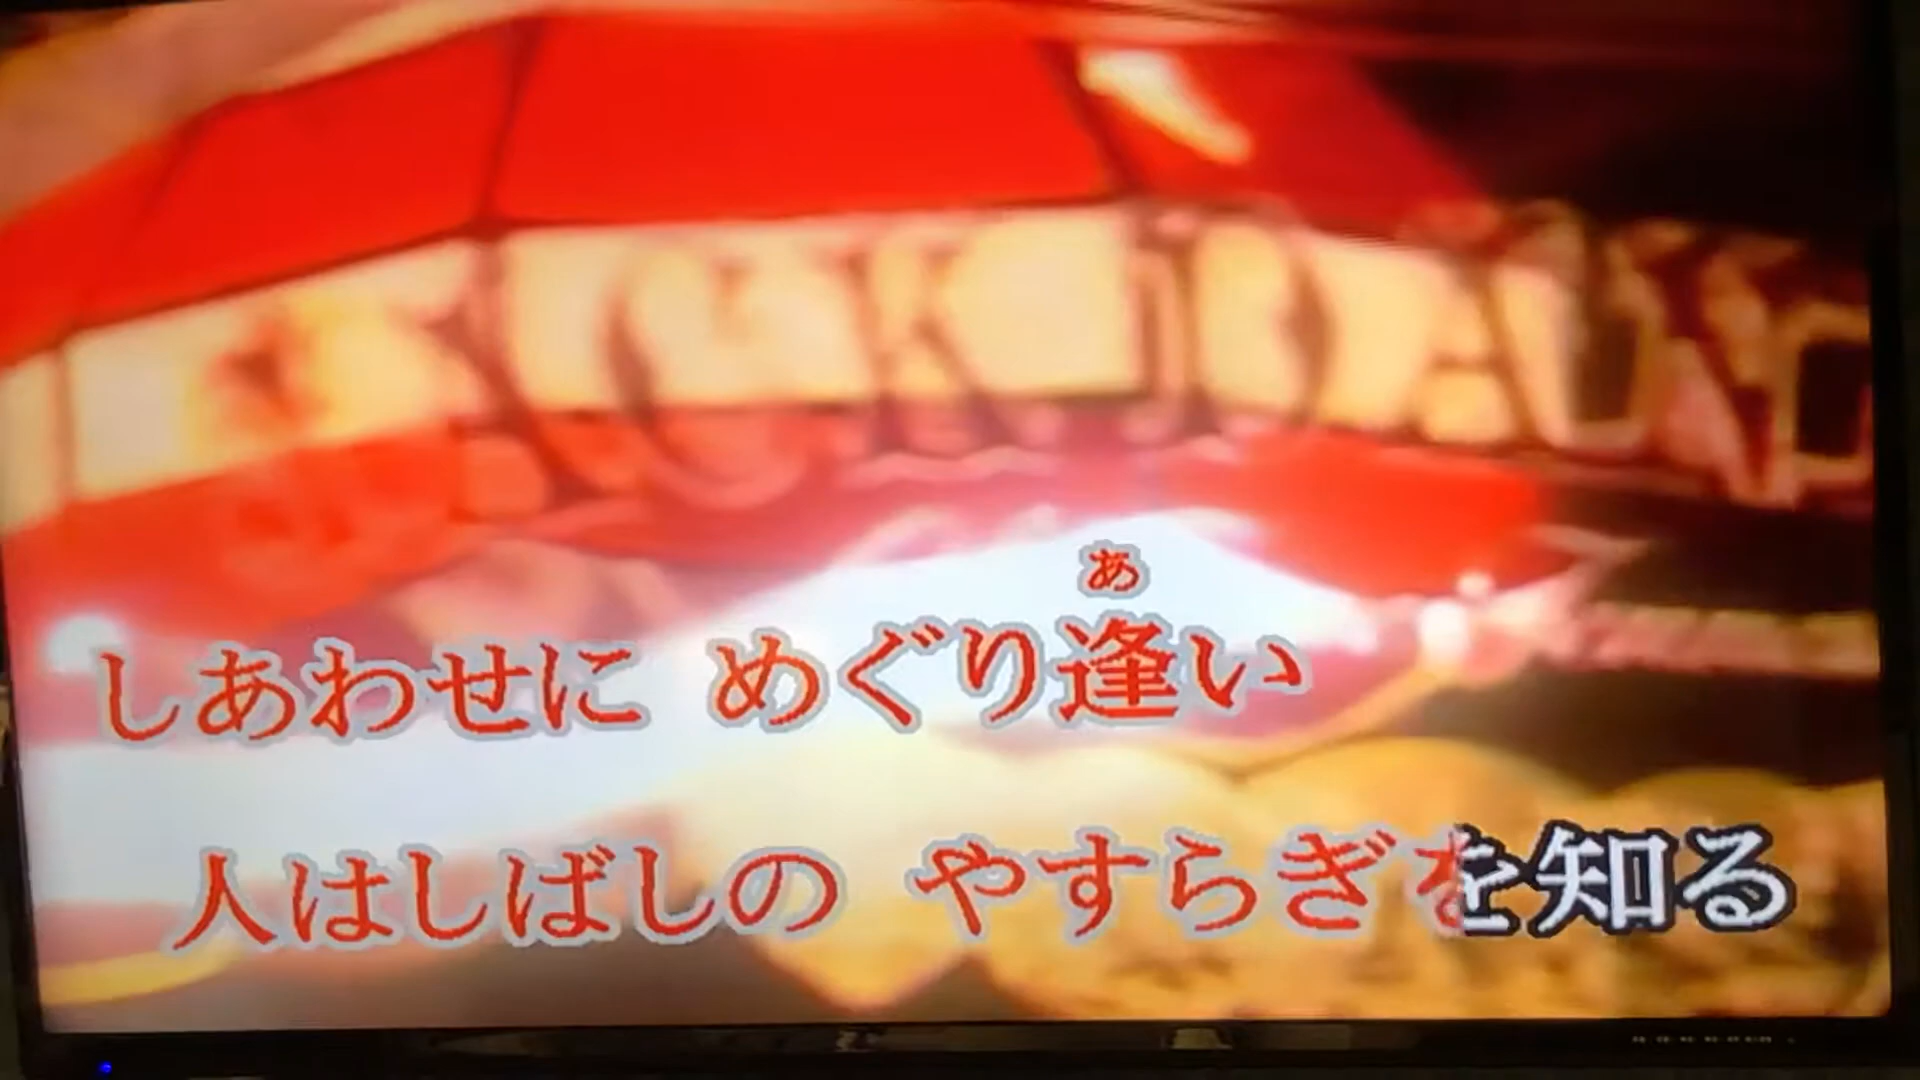 あ
しあわせに めぐり逢い
人はしばしの やすらぎを知る